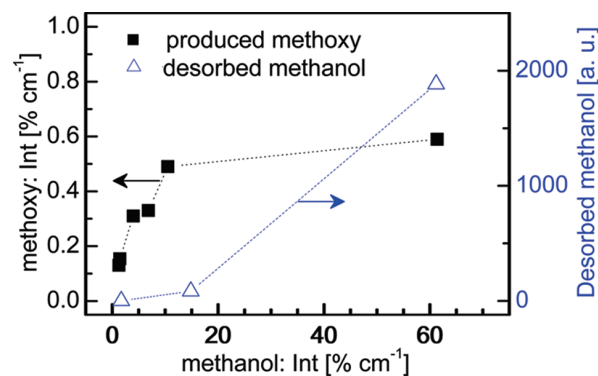 1.0
0.8
0.6
0.4
0.2
0.0
methoxy: Int [% cm⁻¹]
produced methoxy
desorbed methanol
2000
1000
0
Desorbed methanol [a. u.]
0 20 40 60
methanol: Int [% cm⁻¹]